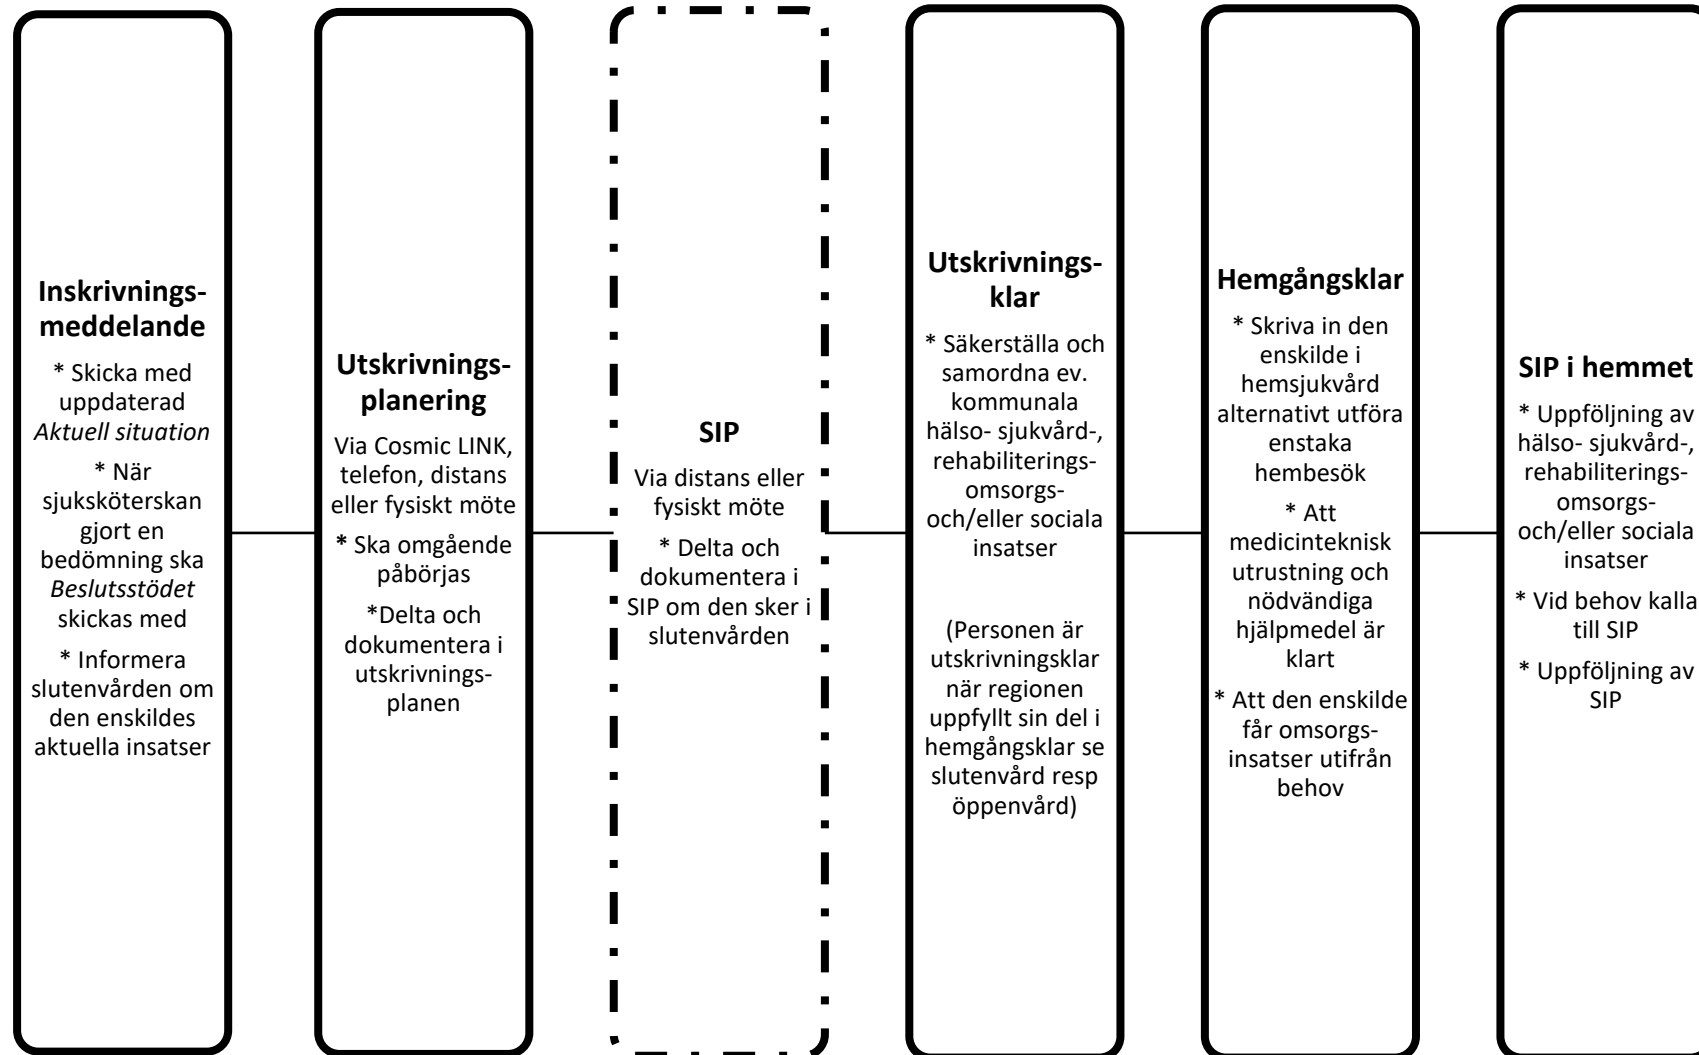 Inskrivnings-
meddelande
* Skicka med
uppdaterad
Aktuell situation
* När
sjuksköterskan
gjort en
bedömning ska
Beslutsstödet
skickas med
* Informera
slutenvården om
den enskildes
aktuella insatser
Utskrivnings-
planering
Via Cosmic LINK,
telefon, distans
eller fysiskt möte
* Ska omgående
påbörjas
*Delta och
dokumentera i
utskrivnings-
planen
SIP
Via distans eller
fysiskt möte
* Delta och
dokumentera i
SIP om den sker i
slutenvården
Utskrivnings-
klar
* Säkerställa och
samordna ev.
kommunala
hälso- sjukvård-,
rehabiliterings-
omsorgs-
och/eller sociala
insatser
(Personen är
utskrivningsklar
när regionen
uppfyllt sin del i
hemgångsklar se
slutenvård resp
öppenvård)
Hemgångsklar
* Skriva in den
enskilde i
hemsjukvård
alternativt utföra
enstaka
hembesök
* Att
medicinteknisk
utrustning och
nödvändiga
hjälpmedel är
klart
* Att den enskilde
får omsorgs-
insatser utifrån
behov
SIP i hemmet
* Uppföljning av
hälso- sjukvård-,
rehabiliterings-
omsorgs-
och/eller sociala
insatser
* Vid behov kalla
till SIP
* Uppföljning av
SIP